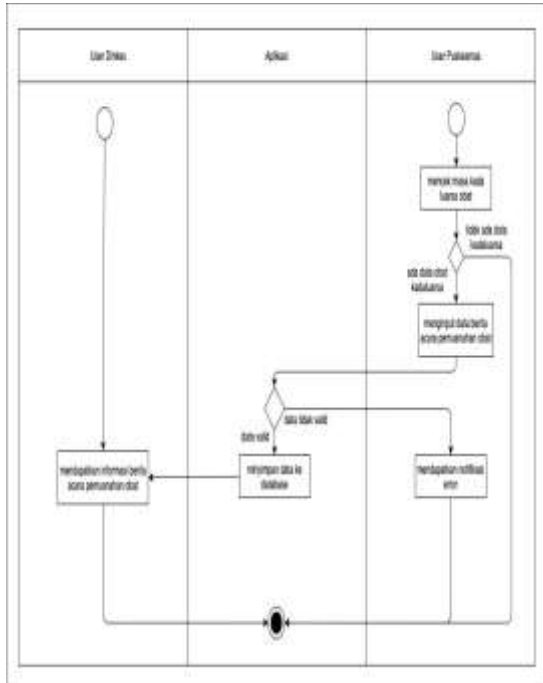 User Dinkes
Aplikasi
User Puskesmas
mencek masa kada
luarsa obat
tidak ada data
kadaluarsa
ada data obat
kadaluarsa
menginput data berita
acara pemusnahan obat
data tidak valid
data valid
mendapatkan informasi berita
acara pemusnahan obat
menyimpan data ke
database
mendapatkan notifikasi
error